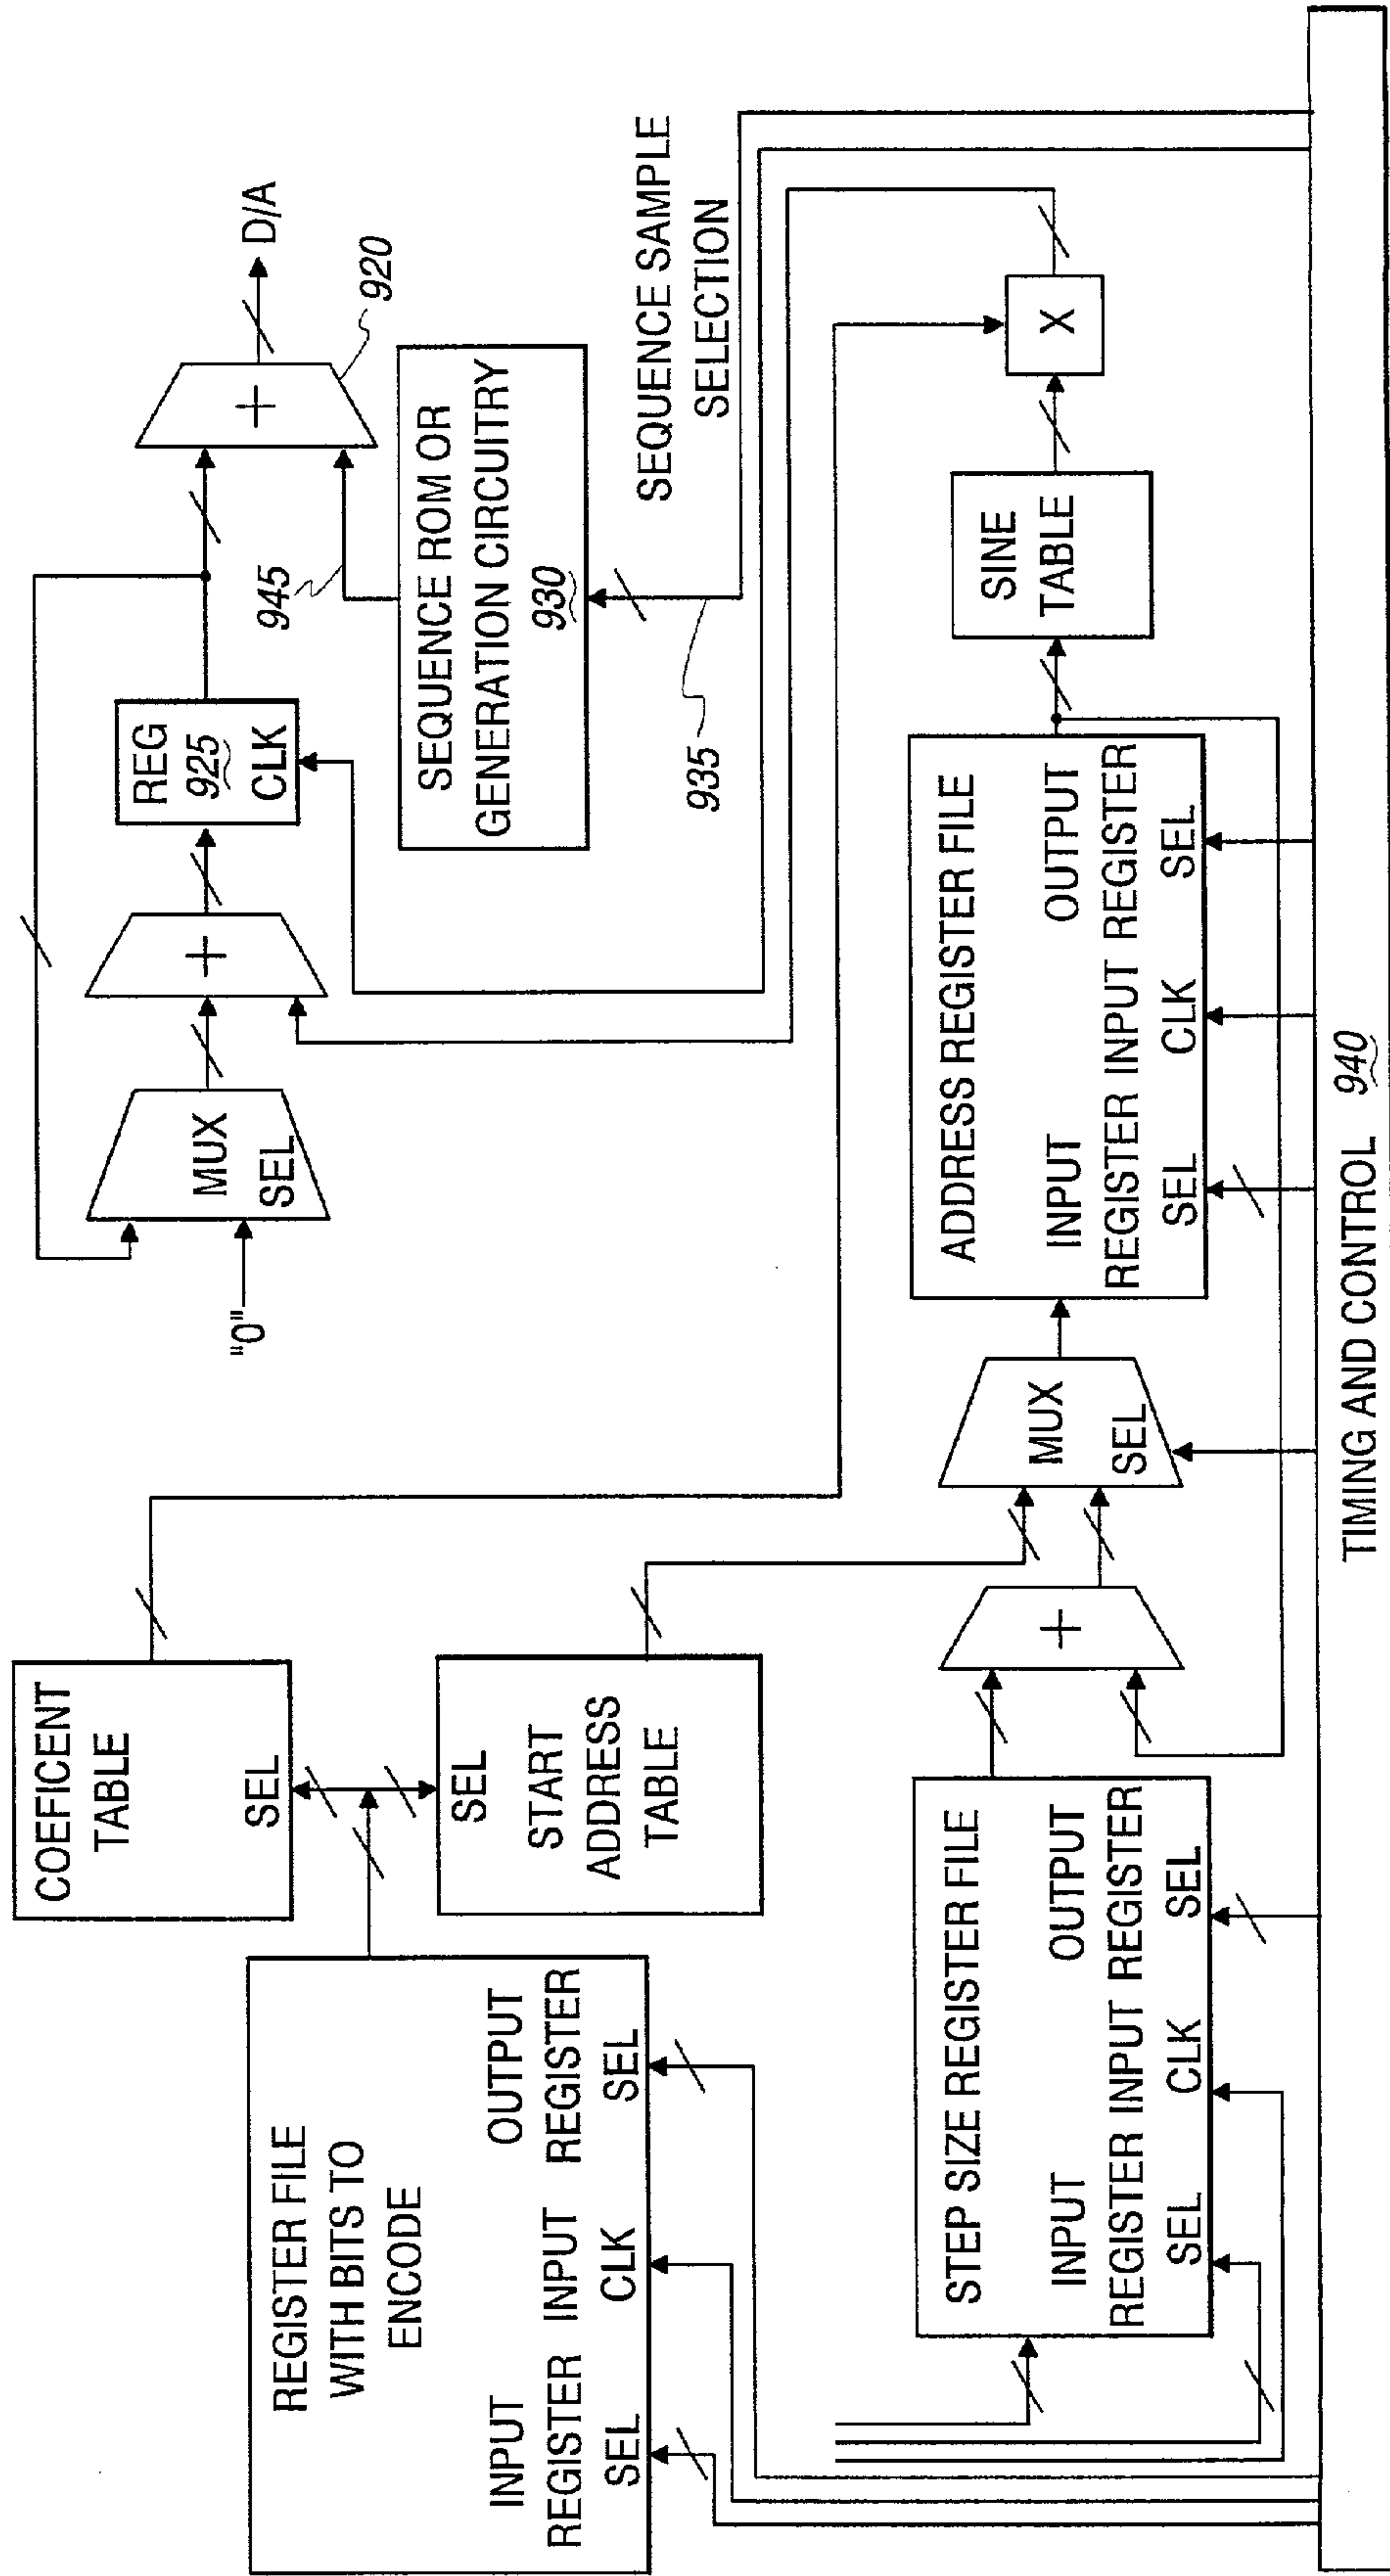 REGISTER FILE
WITH BITS TO
ENCODE
INPUT
OUTPUT
REGISTER INPUT REGISTER
SEL
CLK
SEL
COEFICENT
TABLE
SEL
SEL
START
ADDRESS
TABLE
"0"
MUX
SEL
+
REG
925
CLK
+
D/A
920
945
SEQUENCE ROM OR
GENERATION CIRCUITRY
930
935
SEQUENCE SAMPLE
SELECTION
STEP SIZE REGISTER FILE
INPUT
OUTPUT
REGISTER INPUT REGISTER
SEL
CLK
SEL
+
MUX
SEL
ADDRESS REGISTER FILE
INPUT
OUTPUT
REGISTER INPUT REGISTER
SEL
CLK
SEL
SINE
TABLE
X
TIMING AND CONTROL 940